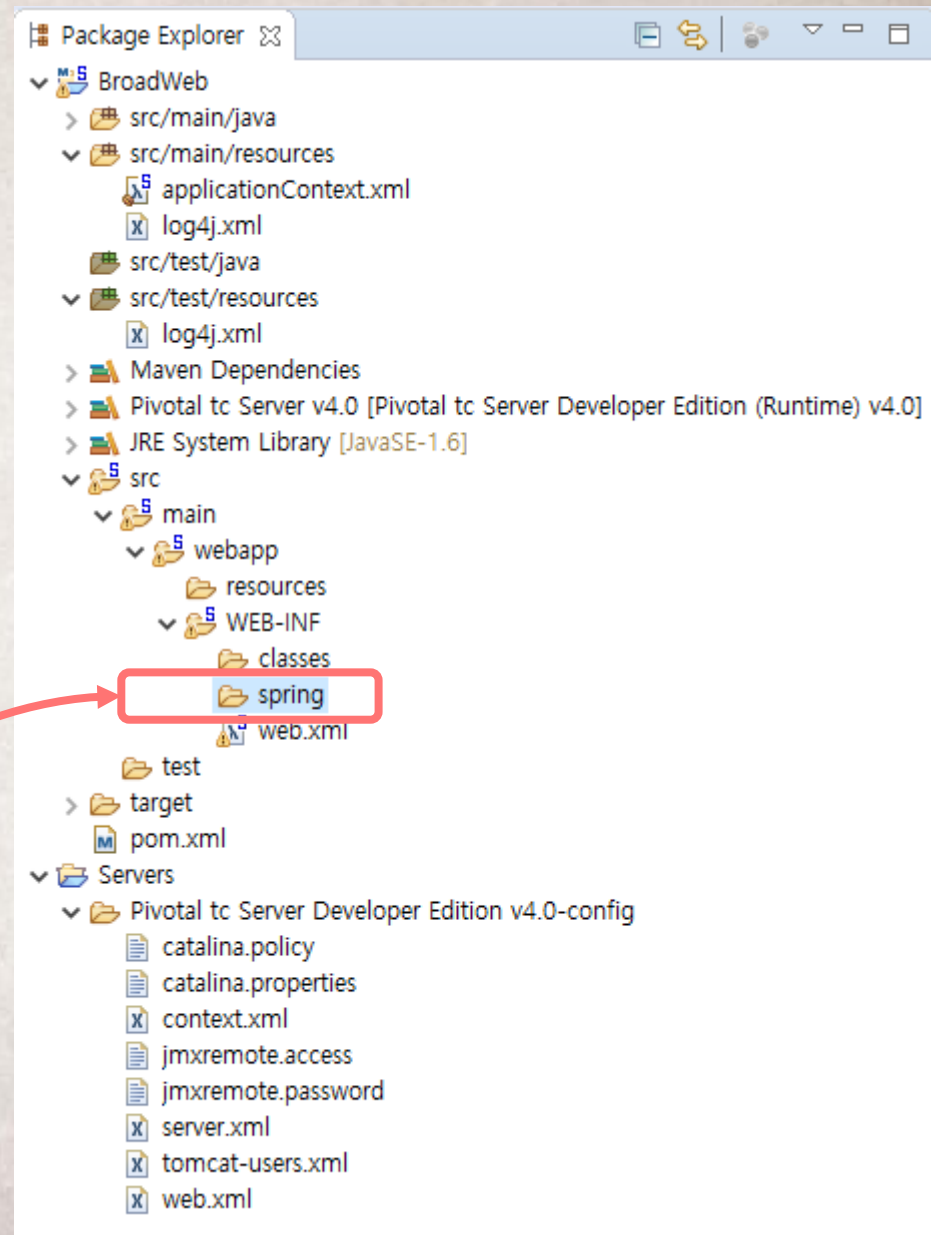 Package Explorer
BroadWeb
src/main/java
src/main/resources
applicationContext.xml
log4j.xml
src/test/java
src/test/resources
log4j.xml
Maven Dependencies
Pivotal tc Server v4.0 [Pivotal tc Server Developer Edition (Runtime) v4.0]
JRE System Library [JavaSE-1.6]
src
main
webapp
resources
WEB-INF
classes
spring
web.xml
test
target
pom.xml
Servers
Pivotal tc Server Developer Edition v4.0-config
catalina.policy
catalina.properties
context.xml
jmxremote.access
jmxremote.password
server.xml
tomcat-users.xml
web.xml